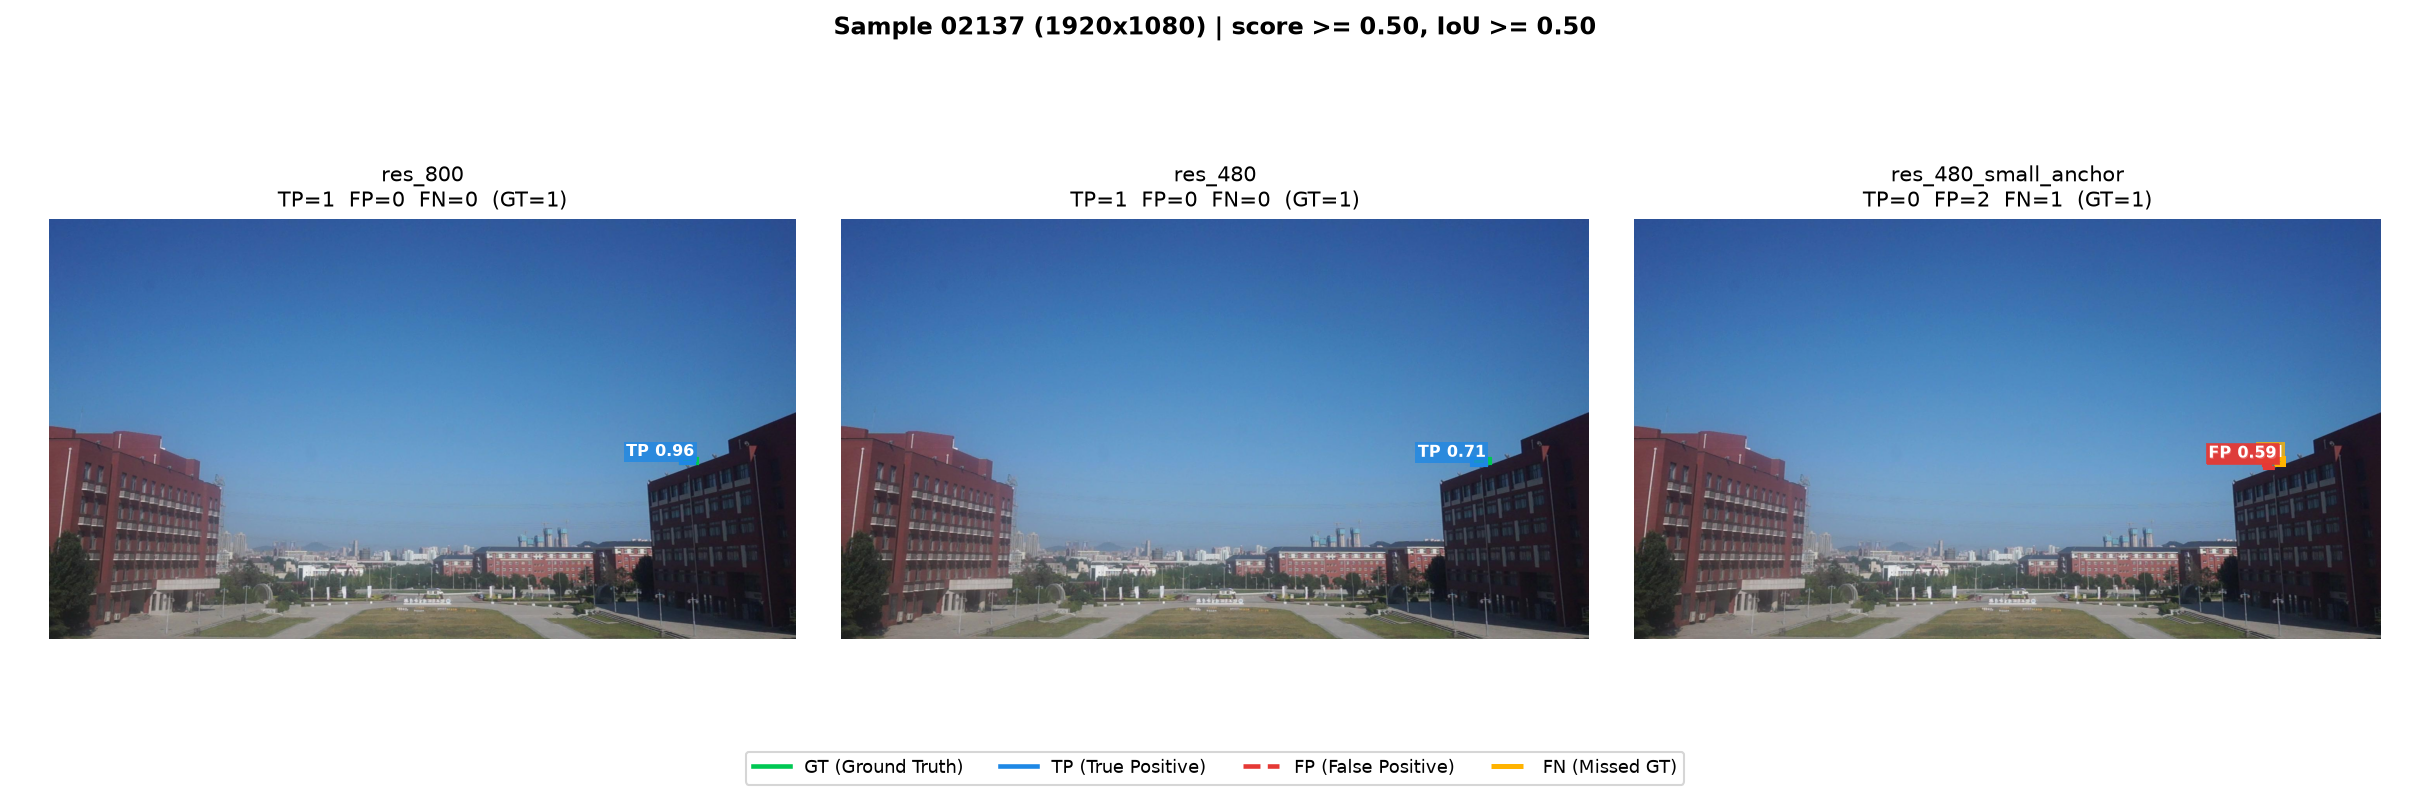 Sample 02137 (1920x1080) | score >= 0.50, IoU >= 0.50
res_800
TP=1 FP=0 FN=0 (GT=1)
res_480
TP=1 FP=0 FN=0 (GT=1)
res_480_small_anchor
TP=0 FP=2 FN=1 (GT=1)
TP 0.96
TP 0.71
FP 0.59
GT (Ground Truth)
TP (True Positive)
FP (False Positive)
FN (Missed GT)